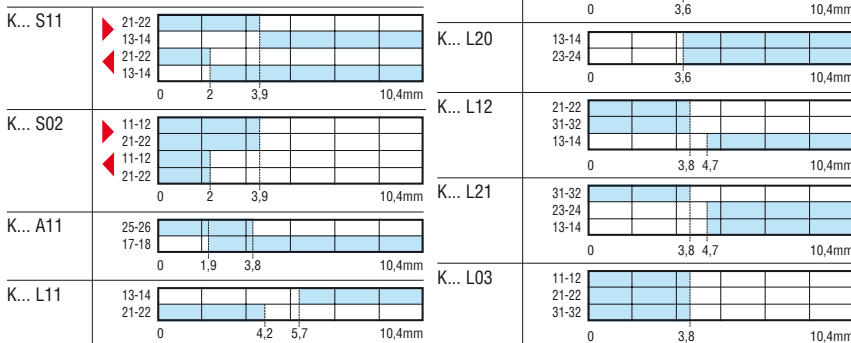 K... S11
21-22
13-14
21-22
13-14
0 2 3,9 10,4mm
K... S02
11-12
21-22
11-12
21-22
0 2 3,9 10,4mm
K... A11
25-26
17-18
0 1,9 3,8 10,4mm
K... L11
13-14
21-22
0 4,2 5,7 10,4mm
0 3,6 10,4mm
K... L20
13-14
23-24
0 3,6 10,4mm
K... L12
21-22
31-32
13-14
0 3,8 4,7 10,4mm
K... L21
31-32
23-24
13-14
0 3,8 4,7 10,4mm
K... L03
11-12
21-22
31-32
0 3,8 10,4mm